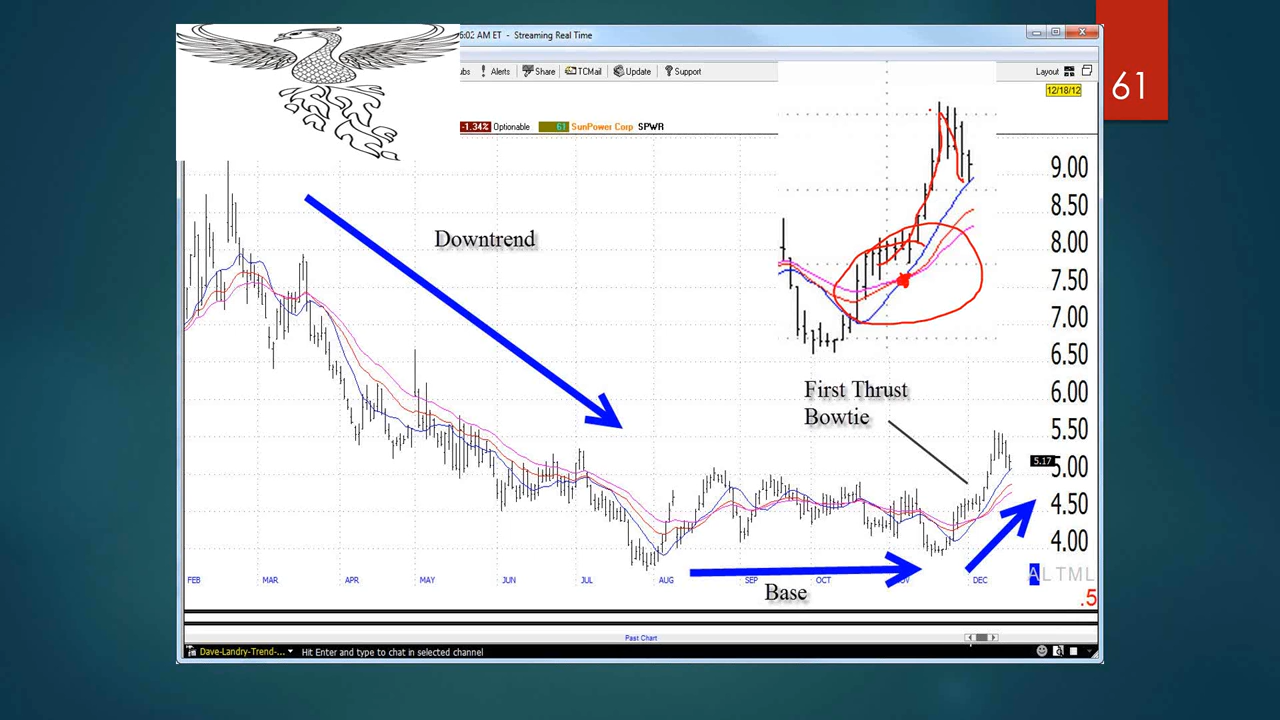 61
6:02 AM ET - Streaming Real Time
ubs Alerts Share TCMail Update Support
Layout
12/18/12
-1.34% Optionable 61 SunPower Corp SPWR
9.00
8.50
Downtrend
8.00
7.50
7.00
6.50
First Thrust
Bowtie
6.00
5.50
5.17
5.00
4.50
4.00
FEB MAR APR MAY JUN JUL AUG SEP OCT DEC
A L T M L
Base
.5
Past Chart
Dave-Landry-Trend-... Hit Enter and type to chat in selected channel